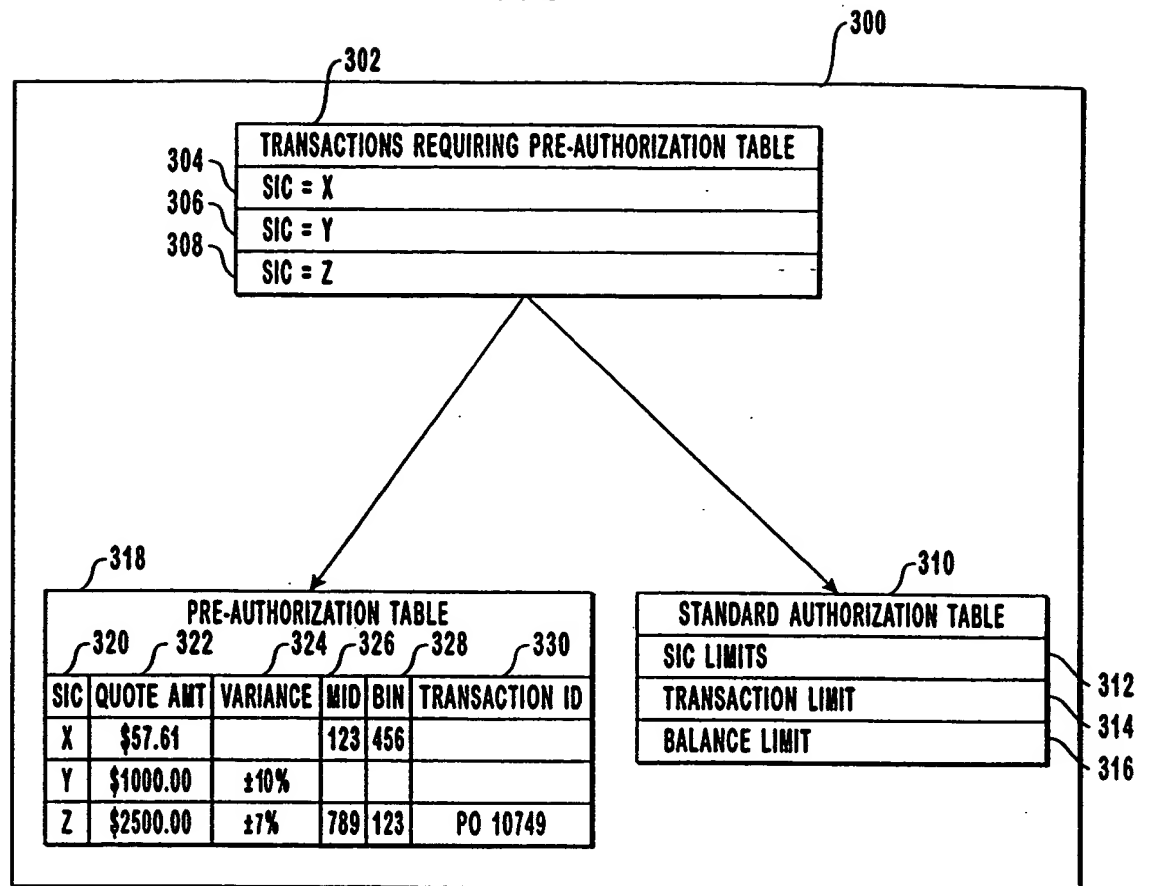 300
302
TRANSACTIONS REQUIRING PRE-AUTHORIZATION TABLE
304
SIC = X
306
SIC = Y
308
SIC = Z
318
PRE-AUTHORIZATION TABLE
320 322 324 326 328 330
SIC QUOTE AMT VARIANCE MID BIN TRANSACTION ID
X $57.61 123 456
Y $1000.00 ±10%
Z $2500.00 ±7% 789 123 PO 10749
310
STANDARD AUTHORIZATION TABLE
SIC LIMITS
312
TRANSACTION LIMIT
314
BALANCE LIMIT
316